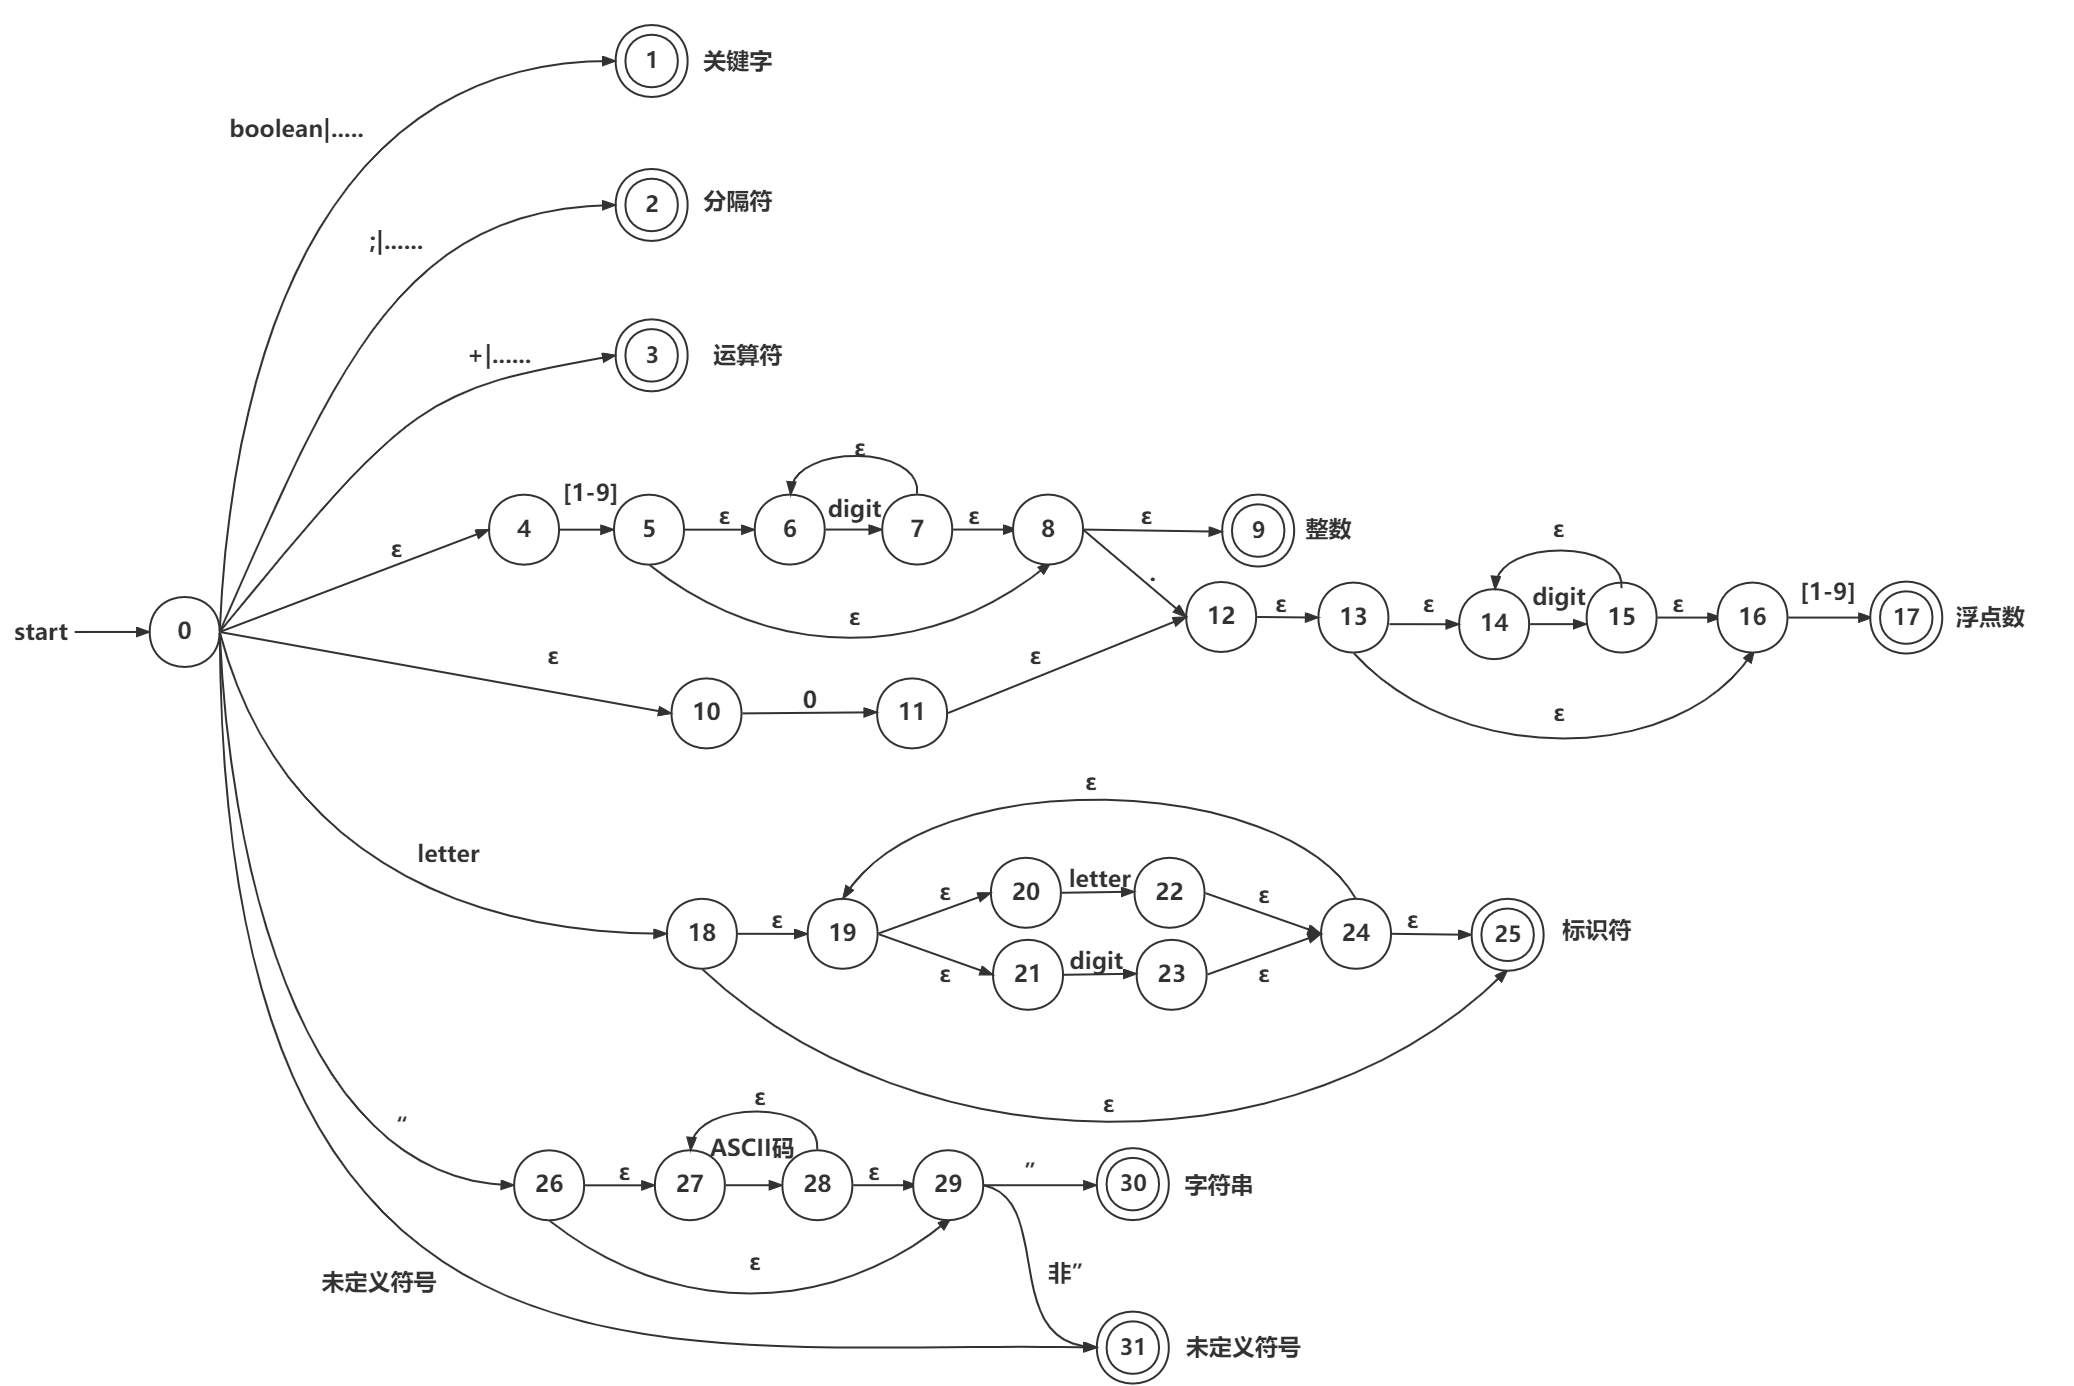 1 关键字
boolean|.....
2 分隔符
;|......
3 运算符
+|......
ε
[1-9]
digit
ε
4
5
ε
6
7
ε
8
ε
9 整数
ε
.
ε
start
0
ε
12
ε
13
ε
14
digit
ε
15
ε
16
[1-9]
17 浮点数
ε
ε
10
0
11
ε
letter
ε
18
ε
19
ε
20
letter
22
ε
ε
21
digit
23
ε
24
ε
25 标识符
ε
“
26
ε
27
ASCII码
ε
28
ε
29
”
30 字符串
ε
非”
未定义符号
31 未定义符号